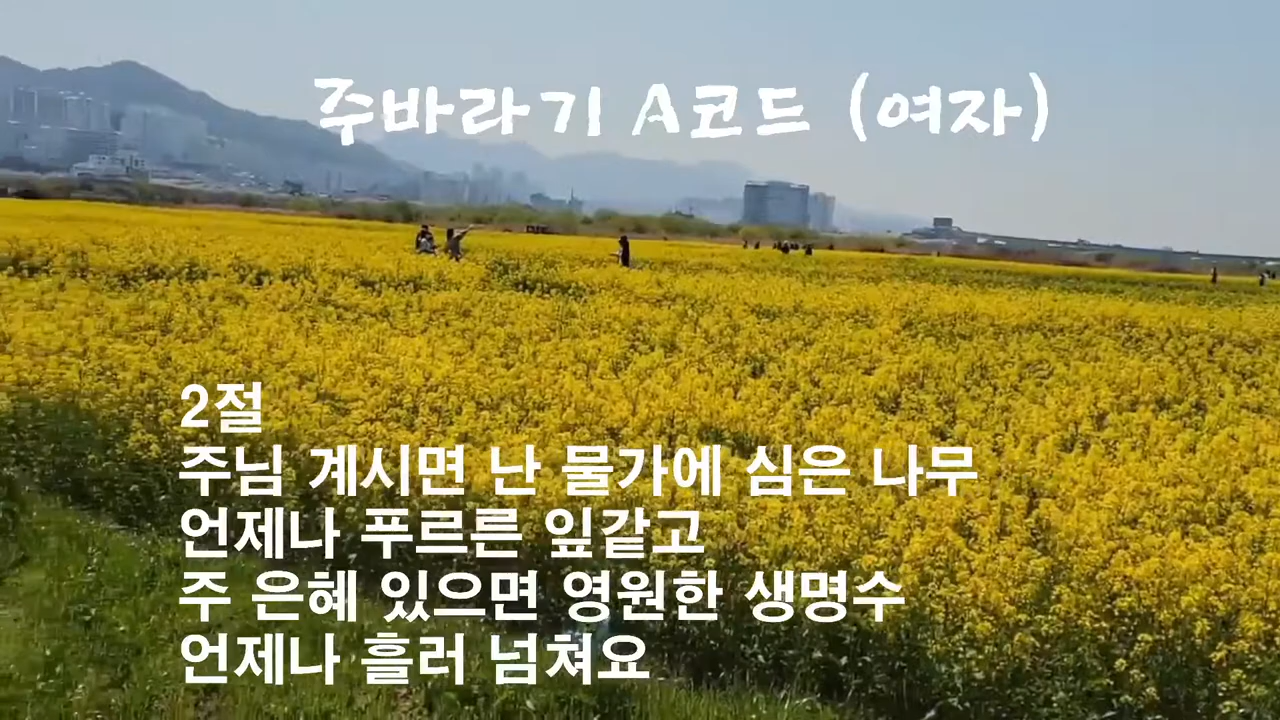 주바라기 A코드 (여자)
2절
주님 계시면 난 물가에 심은 나무
언제나 푸르른 잎같고
주 은혜 있으면 영원한 생명수
언제나 흘러 넘쳐요